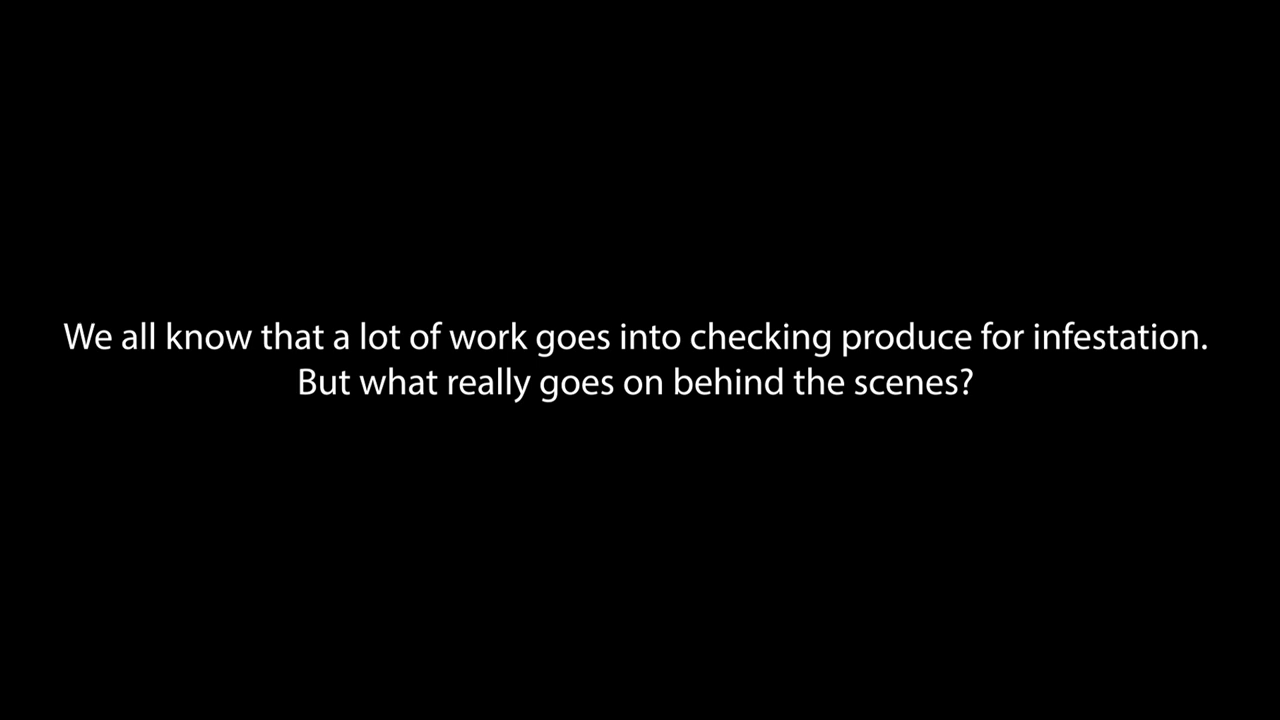 We all know that a lot of work goes into checking produce for infestation.
But what really goes on behind the scenes?